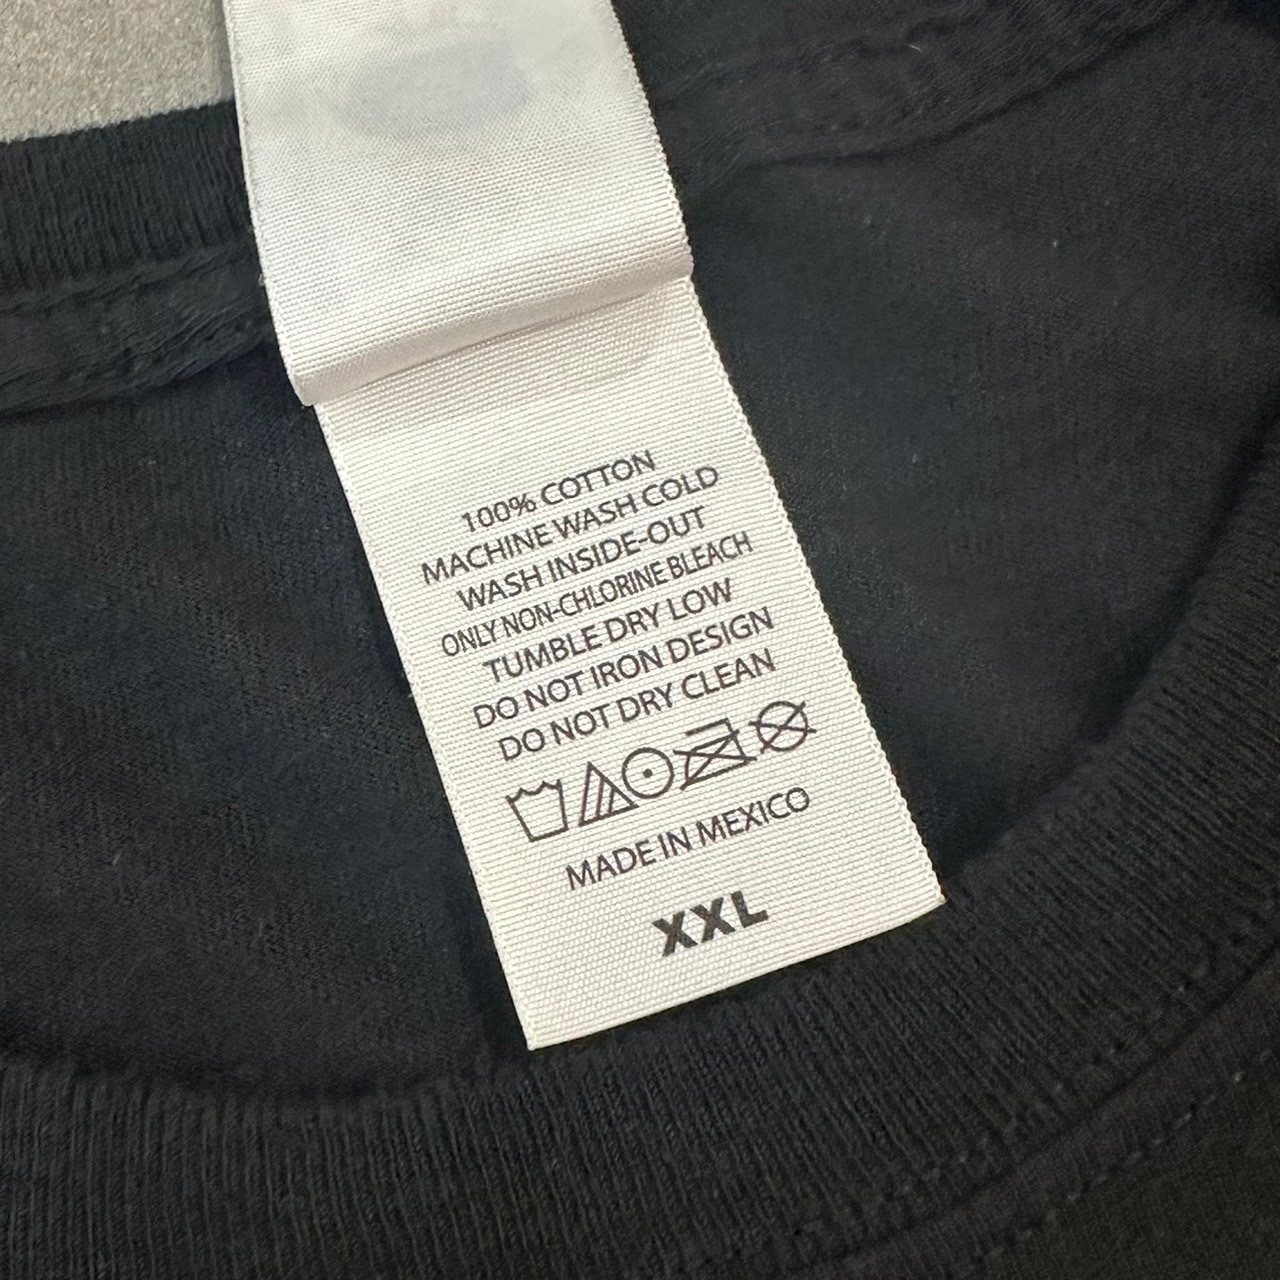 100% COTTON
MACHINE WASH COLD
WASH INSIDE-OUT
ONLY NON-CHLORINE BLEACH
TUMBLE DRY LOW
DO NOT IRON DESIGN
DO NOT DRY CLEAN
MADE IN MEXICO
XXL